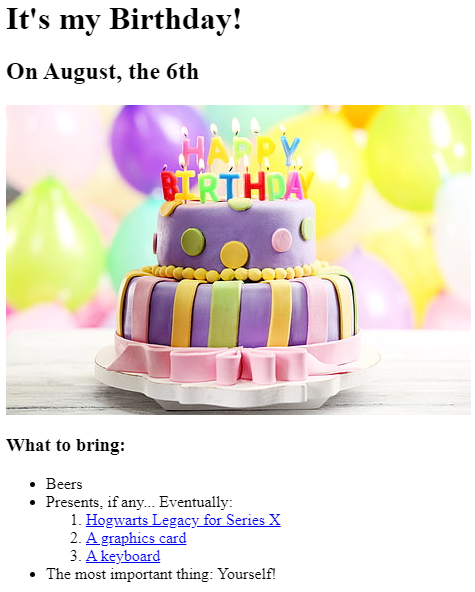 It's my Birthday!
On August, the 6th
HAPPY
BIRTHDAY
What to bring:
Beers
Presents, if any... Eventually:
1. Hogwarts Legacy for Series X
2. A graphics card
3. A keyboard
The most important thing: Yourself!